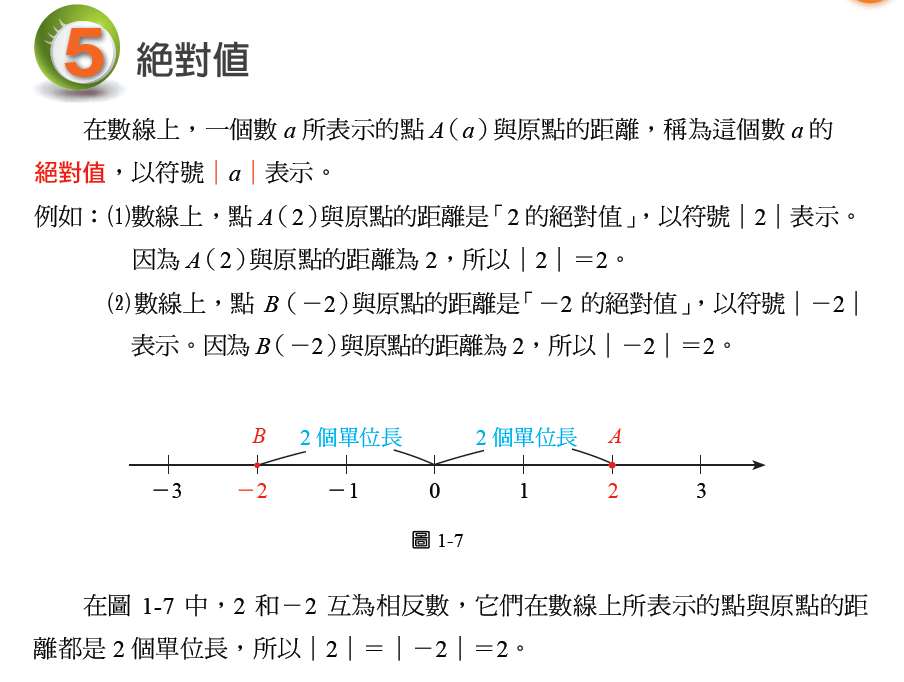 5 絕對值
在數線上，一個數 a 所表示的點 A（a）與原點的距離，稱為這個數 a 的
絕對值，以符號｜a｜表示。
例如：⑴數線上，點 A（2）與原點的距離是「2 的絕對值」，以符號｜2｜表示。
因為 A（2）與原點的距離為 2，所以｜2｜＝2。
⑵數線上，點 B（－2）與原點的距離是「－2 的絕對值」，以符號｜－2｜
表示。因為 B（－2）與原點的距離為 2，所以｜－2｜＝2。
B 2 個單位長 2 個單位長 A
－3 －2 －1 0 1 2 3
圖 1-7
在圖 1-7 中，2 和－2 互為相反數，它們在數線上所表示的點與原點的距
離都是 2 個單位長，所以｜2｜＝｜－2｜＝2。